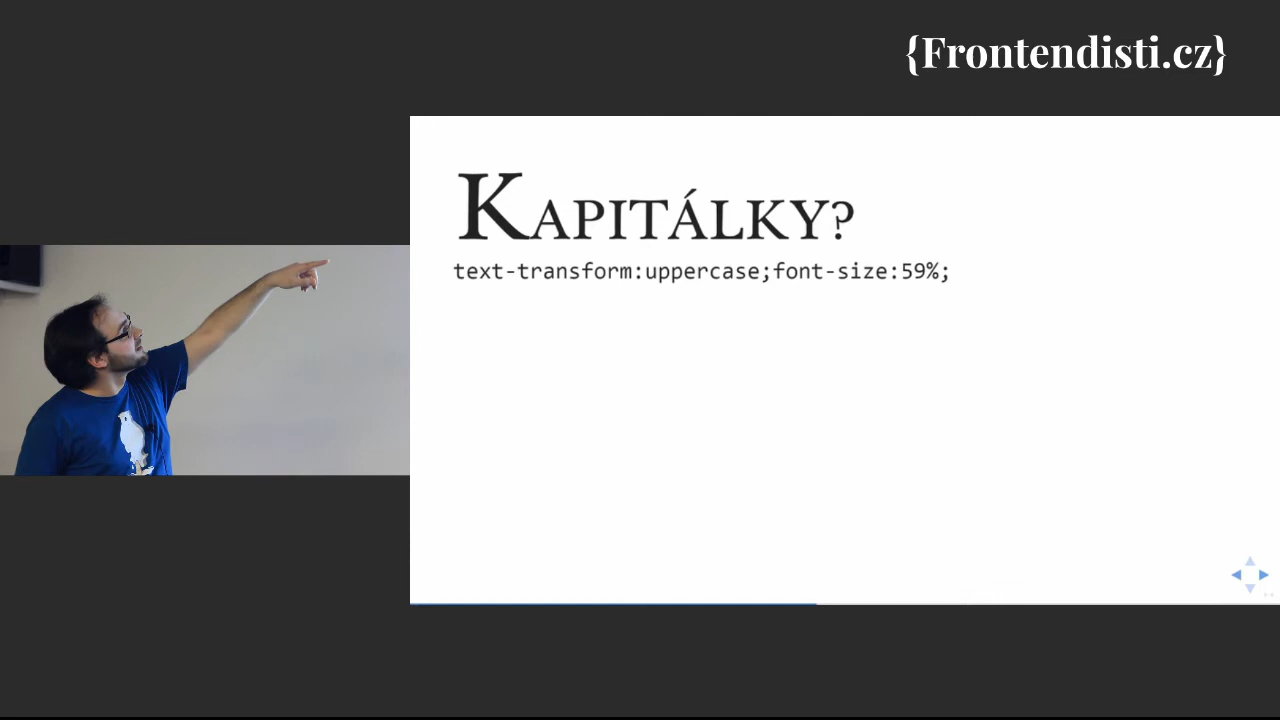 {Frontendisti.cz}
KAPITÁLKY?
text-transform:uppercase;font-size:59%;